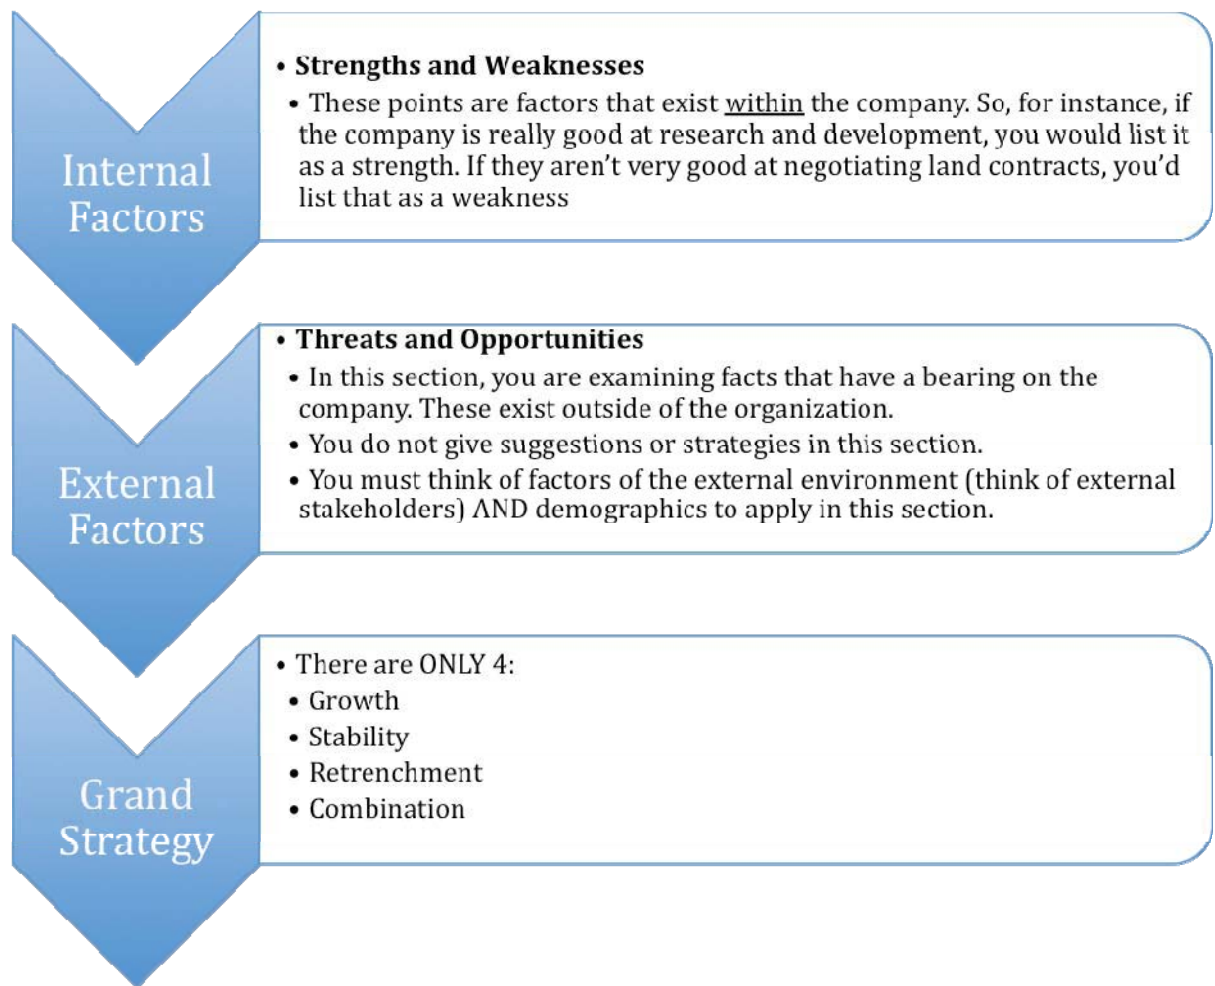 Internal
Factors
• Strengths and Weaknesses
• These points are factors that exist within the company. So, for instance, if
the company is really good at research and development, you would list it
as a strength. If they aren't very good at negotiating land contracts, you'd
list that as a weakness
External
Factors
• Threats and Opportunities
• In this section, you are examining facts that have a bearing on the
company. These exist outside of the organization.
• You do not give suggestions or strategies in this section.
• You must think of factors of the external environment (think of external
stakeholders) AND demographics to apply in this section.
Grand
Strategy
• There are ONLY 4:
• Growth
• Stability
• Retrenchment
• Combination